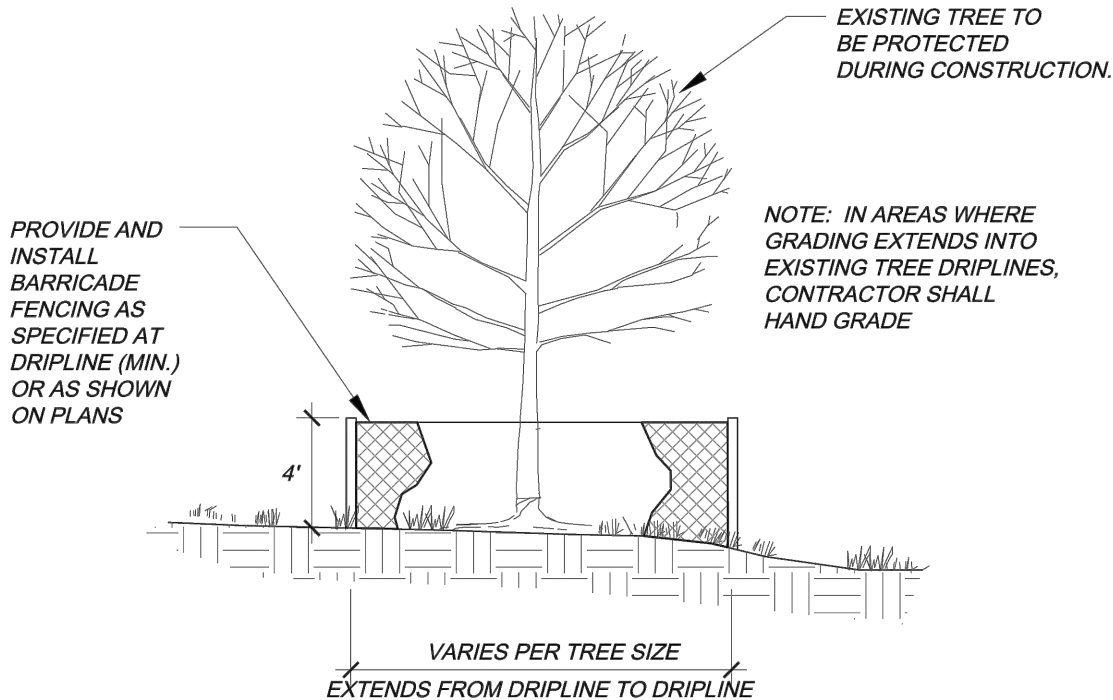 EXISTING TREE TO
BE PROTECTED
DURING CONSTRUCTION.
PROVIDE AND
INSTALL
BARRICADE
FENCING AS
SPECIFIED AT
DRIPLINE (MIN.)
OR AS SHOWN
ON PLANS
NOTE: IN AREAS WHERE
GRADING EXTENDS INTO
EXISTING TREE DRIPLINES,
CONTRACTOR SHALL
HAND GRADE
4'
VARIES PER TREE SIZE
EXTENDS FROM DRIPLINE TO DRIPLINE